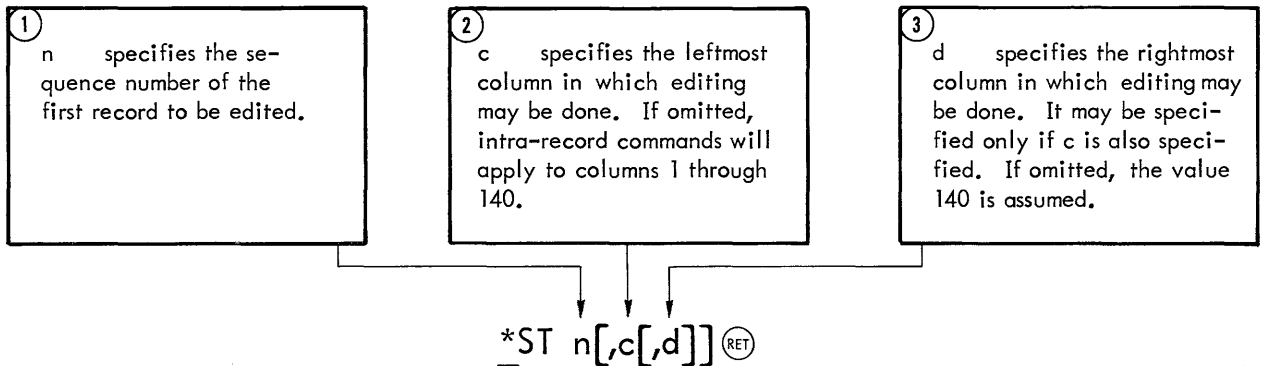 1
n specifies the se-
quence number of the
first record to be edited.
2
c specifies the leftmost
column in which editing
may be done. If omitted,
intra-record commands will
apply to columns 1 through
140.
3
d specifies the rightmost
column in which editing may
be done. It may be speci-
fied only if c is also speci-
fied. If omitted, the value
140 is assumed.
*ST n[,c[,d]] RET